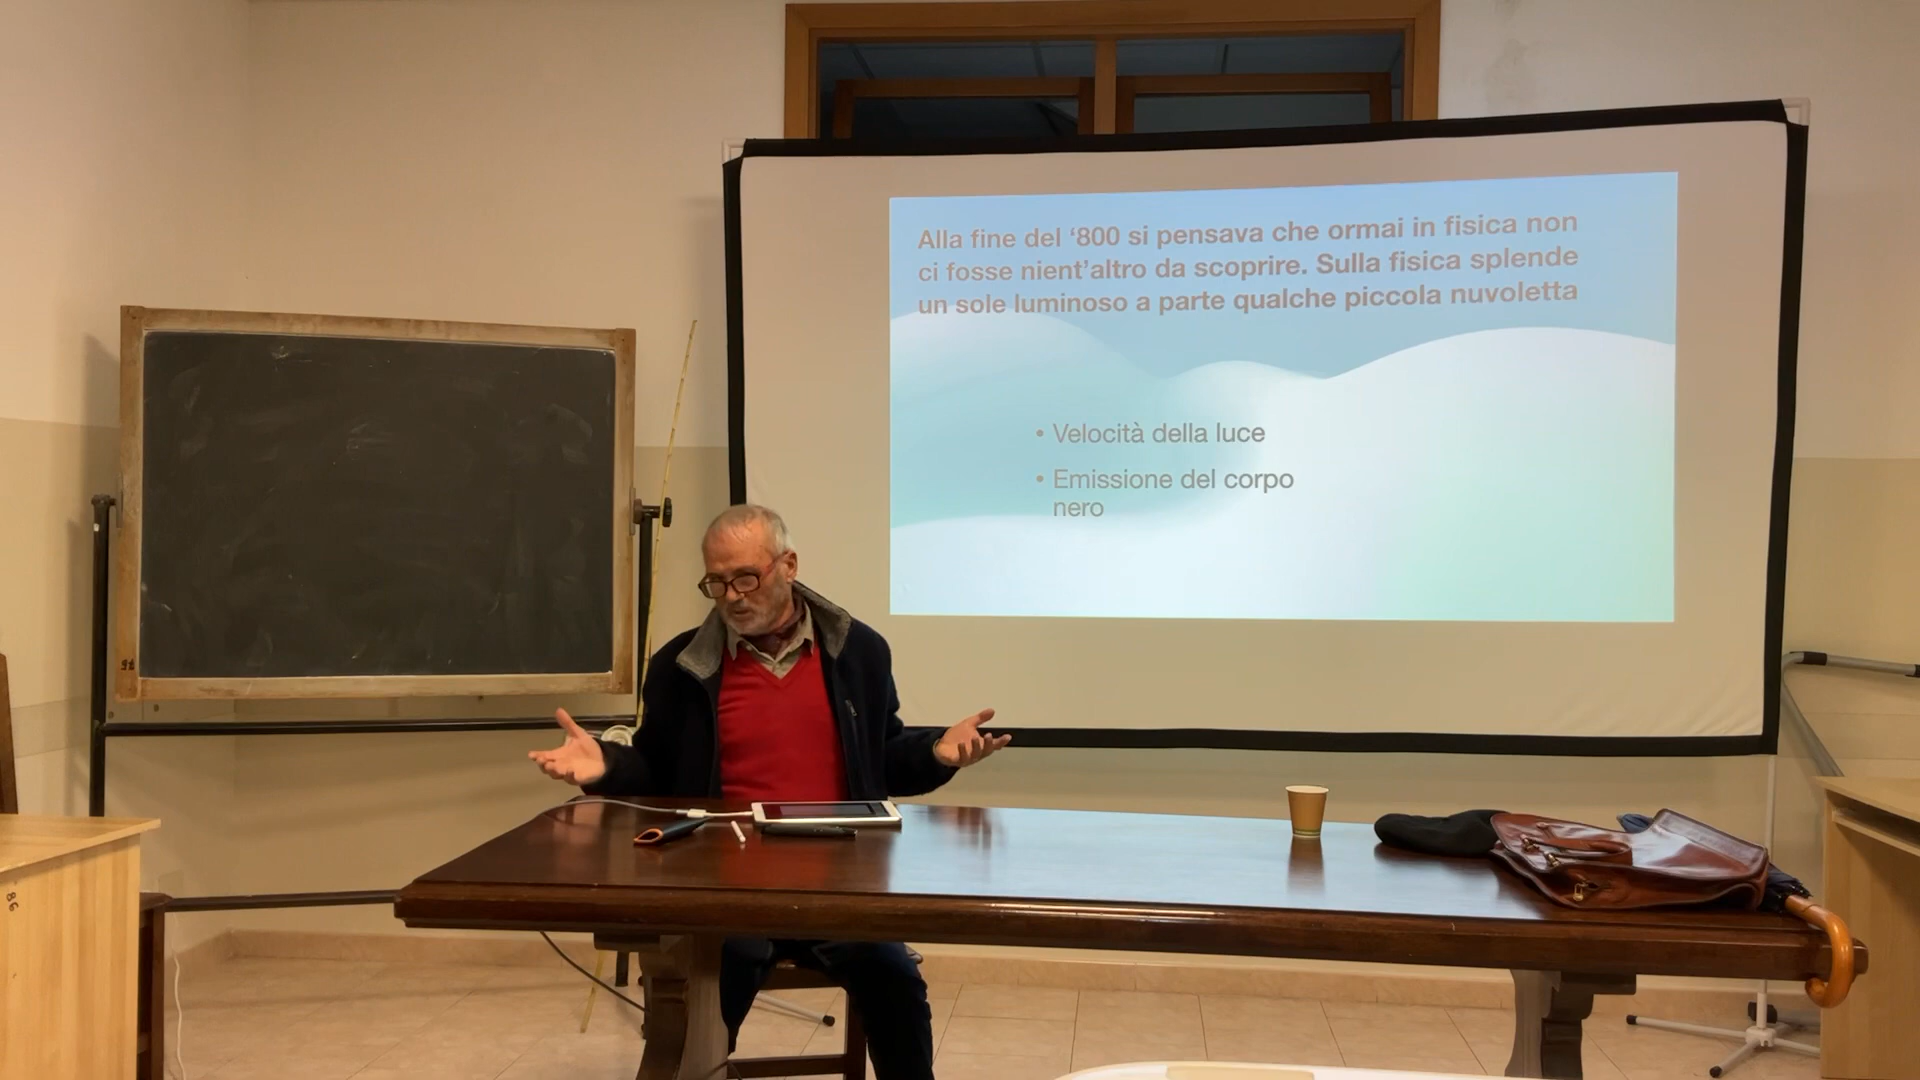 Alla fine del ‘800 si pensava che ormai in fisica non
ci fosse nient’altro da scoprire. Sulla fisica splende
un sole luminoso a parte qualche piccola nuvoletta
• Velocità della luce
• Emissione del corpo
nero
86